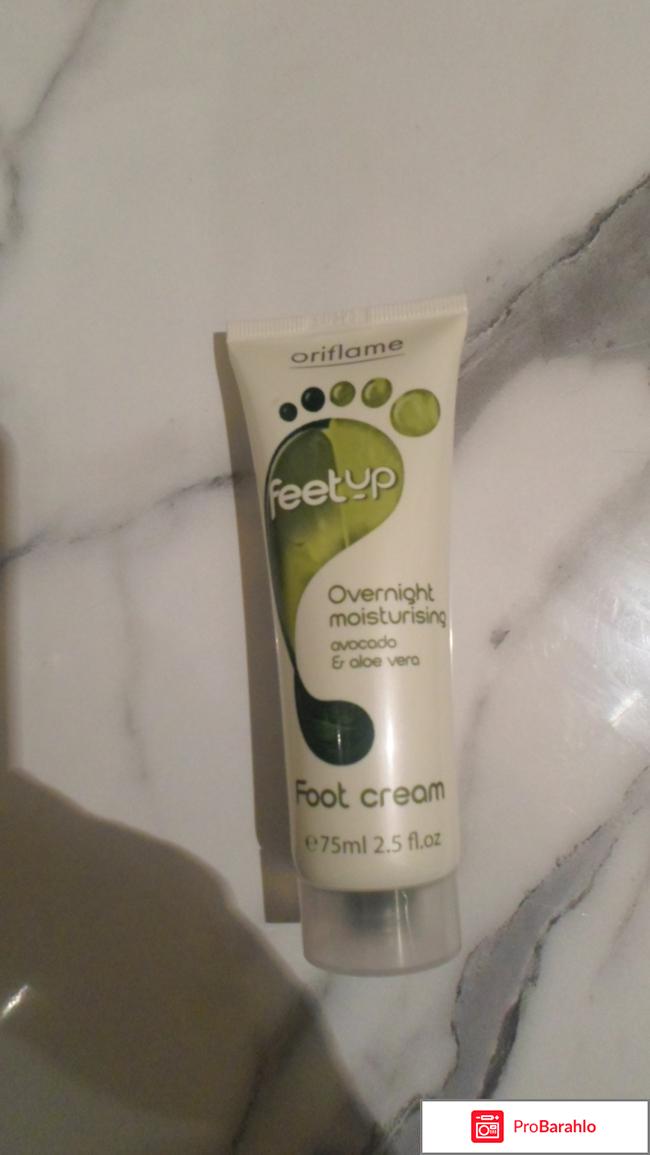 oriflame
feetup
Overnight
moisturising
avocado
& aloe vera
Foot cream
℮75ml 2.5 fl.oz
ProBarahlo